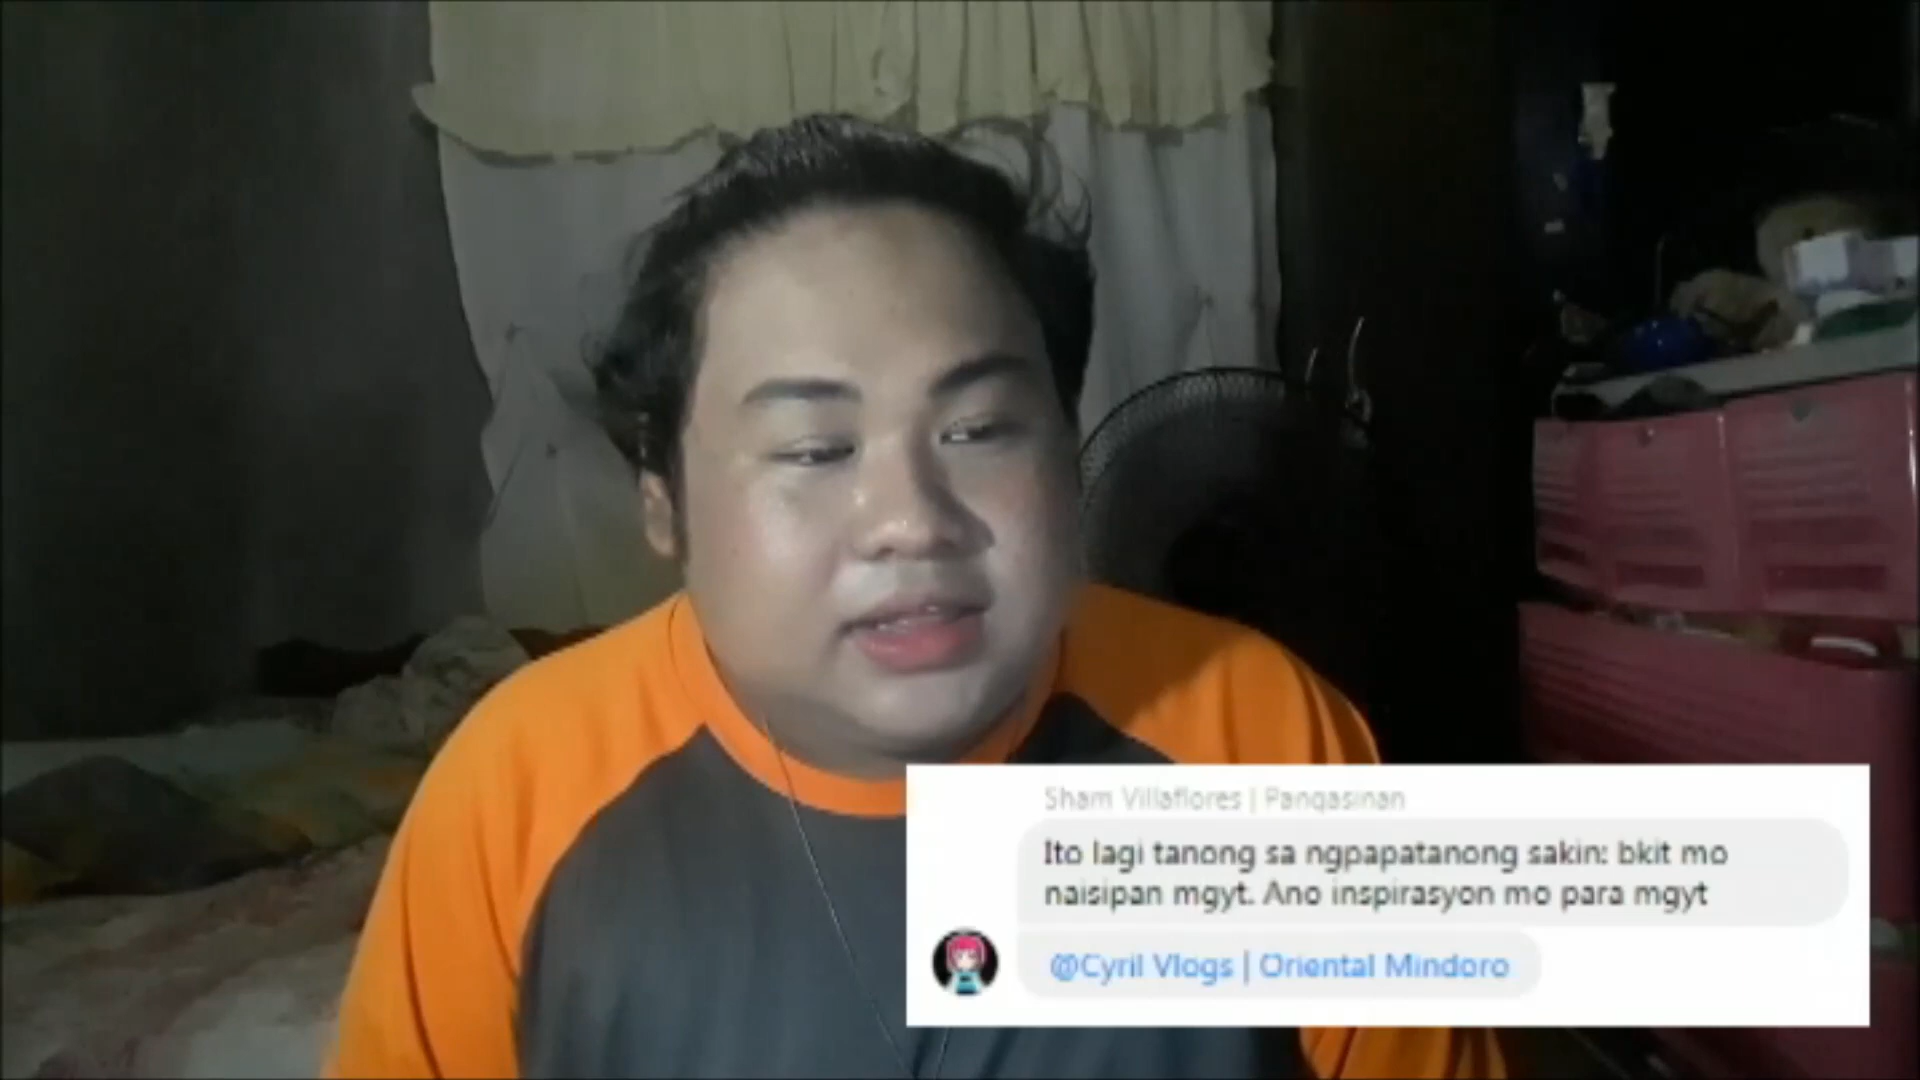 Sham Villaflores | Pangasinan
Ito lagi tanong sa ngpapatanong sakin: bkit mo
naisipan mgyt. Ano inspirasyon mo para mgyt
@Cyril Vlogs | Oriental Mindoro